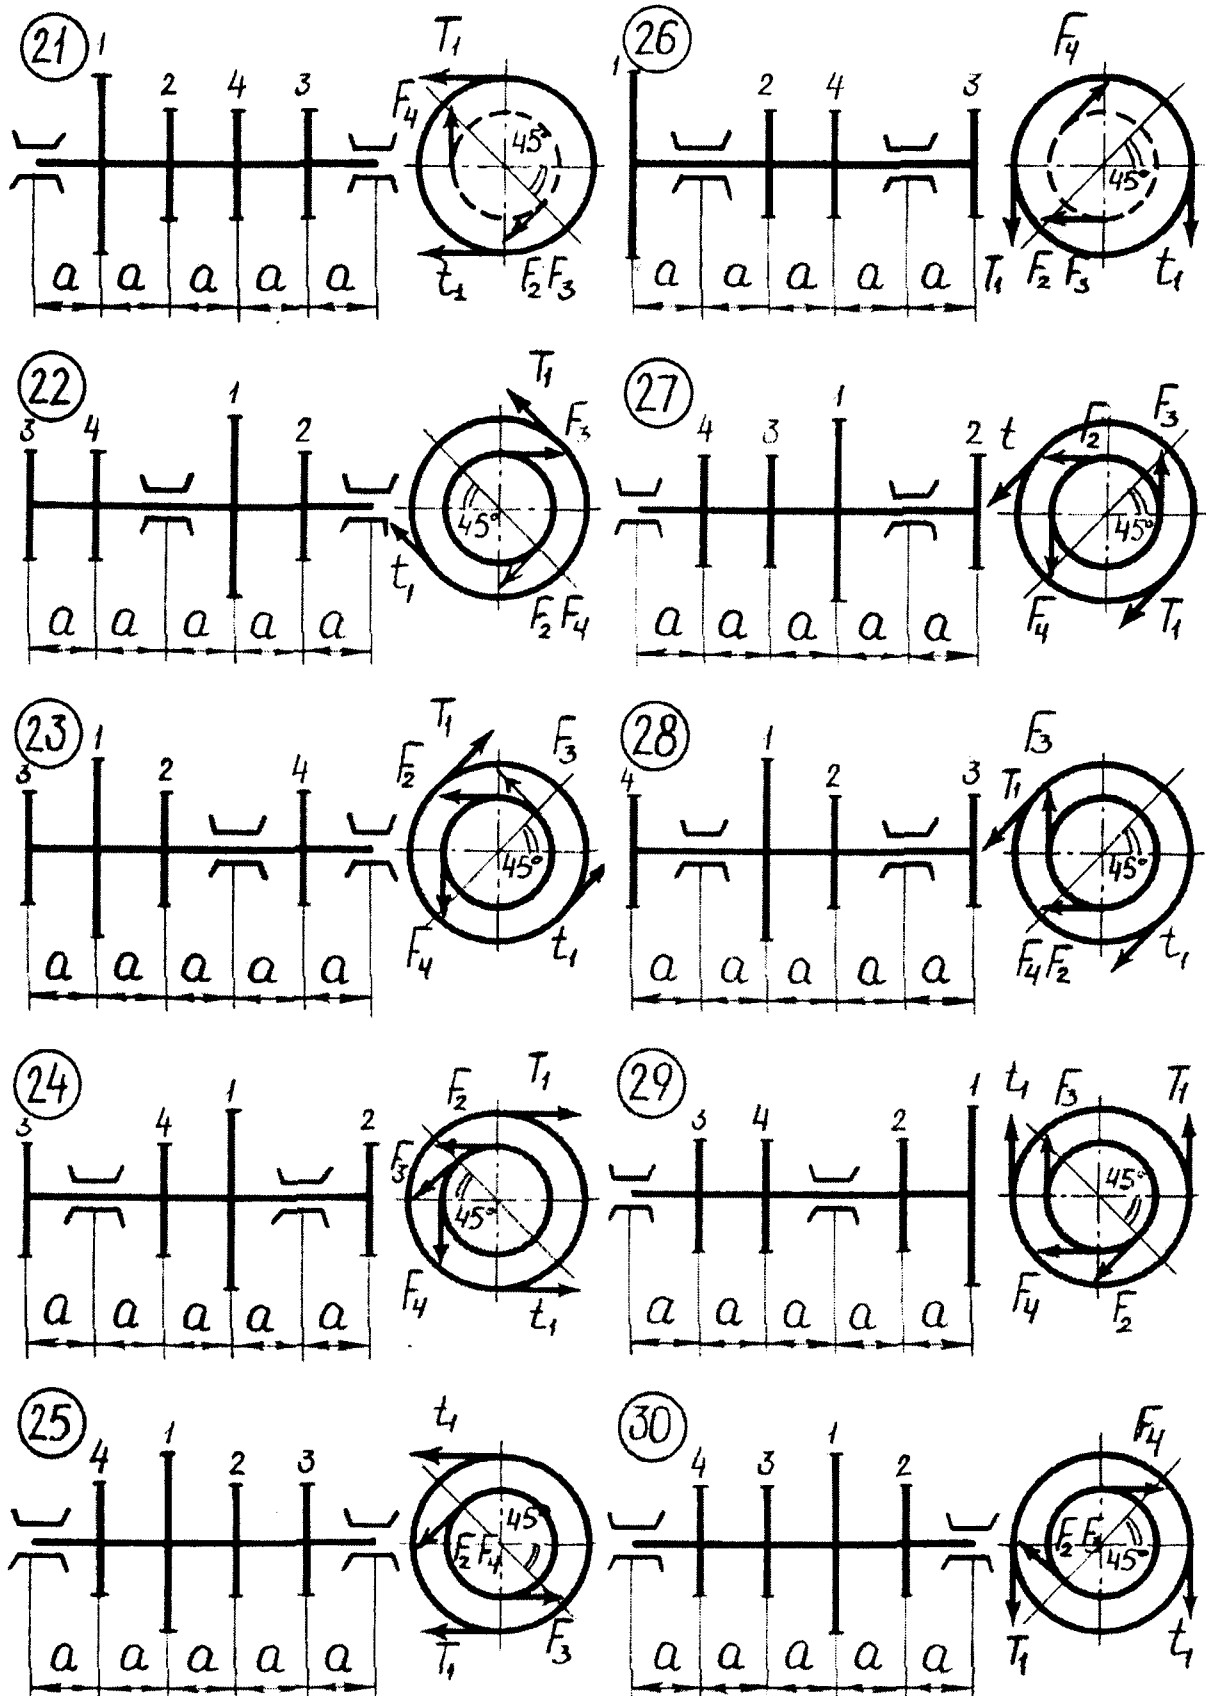 21
1 2 4 3
T₁
F₄
45°
t₁ F₂ F₃
a a a a a
26
1 2 4 3
F₄
45°
T₁ F₂ F₃ t₁
a a a a a
22
3 4 1 2
T₁
F₃
45°
t₁
F₂ F₄
a a a a a
27
4 3 1 2
t F₂ F₃
45°
F₄ T₁
a a a a a
23
3 1 2 4
T₁
F₂ F₃
45°
F₄ t₁
a a a a a
28
4 1 2 3
F₃
T₁
45°
F₄ F₂ t₁
a a a a a
24
3 4 1 2
F₂ T₁
F₃
45°
F₄ t₁
a a a a a
29
3 4 2 1
t₁ F₃ T₁
45°
F₄ F₂
a a a a a
25
4 1 2 3
t₁
45°
F₂ F₄
T₁ F₃
a a a a a
30
4 3 1 2
F₄
F₂ F₃
45°
T₁ t₁
a a a a a